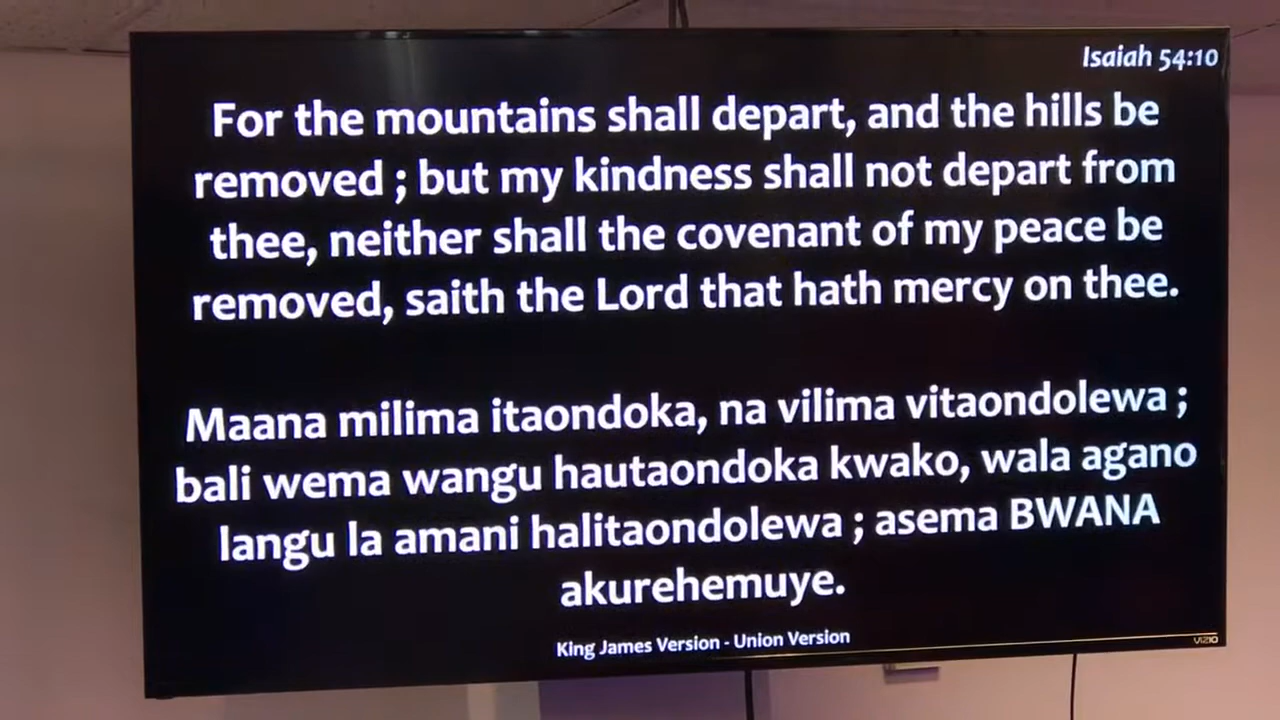 Isaiah 54:10
For the mountains shall depart, and the hills be
removed ; but my kindness shall not depart from
thee, neither shall the covenant of my peace be
removed, saith the Lord that hath mercy on thee.
Maana milima itaondoka, na vilima vitaondolewa ;
bali wema wangu hautaondoka kwako, wala agano
langu la amani halitaondolewa ; asema BWANA
akurehemuye.
King James Version - Union Version
VIZIO